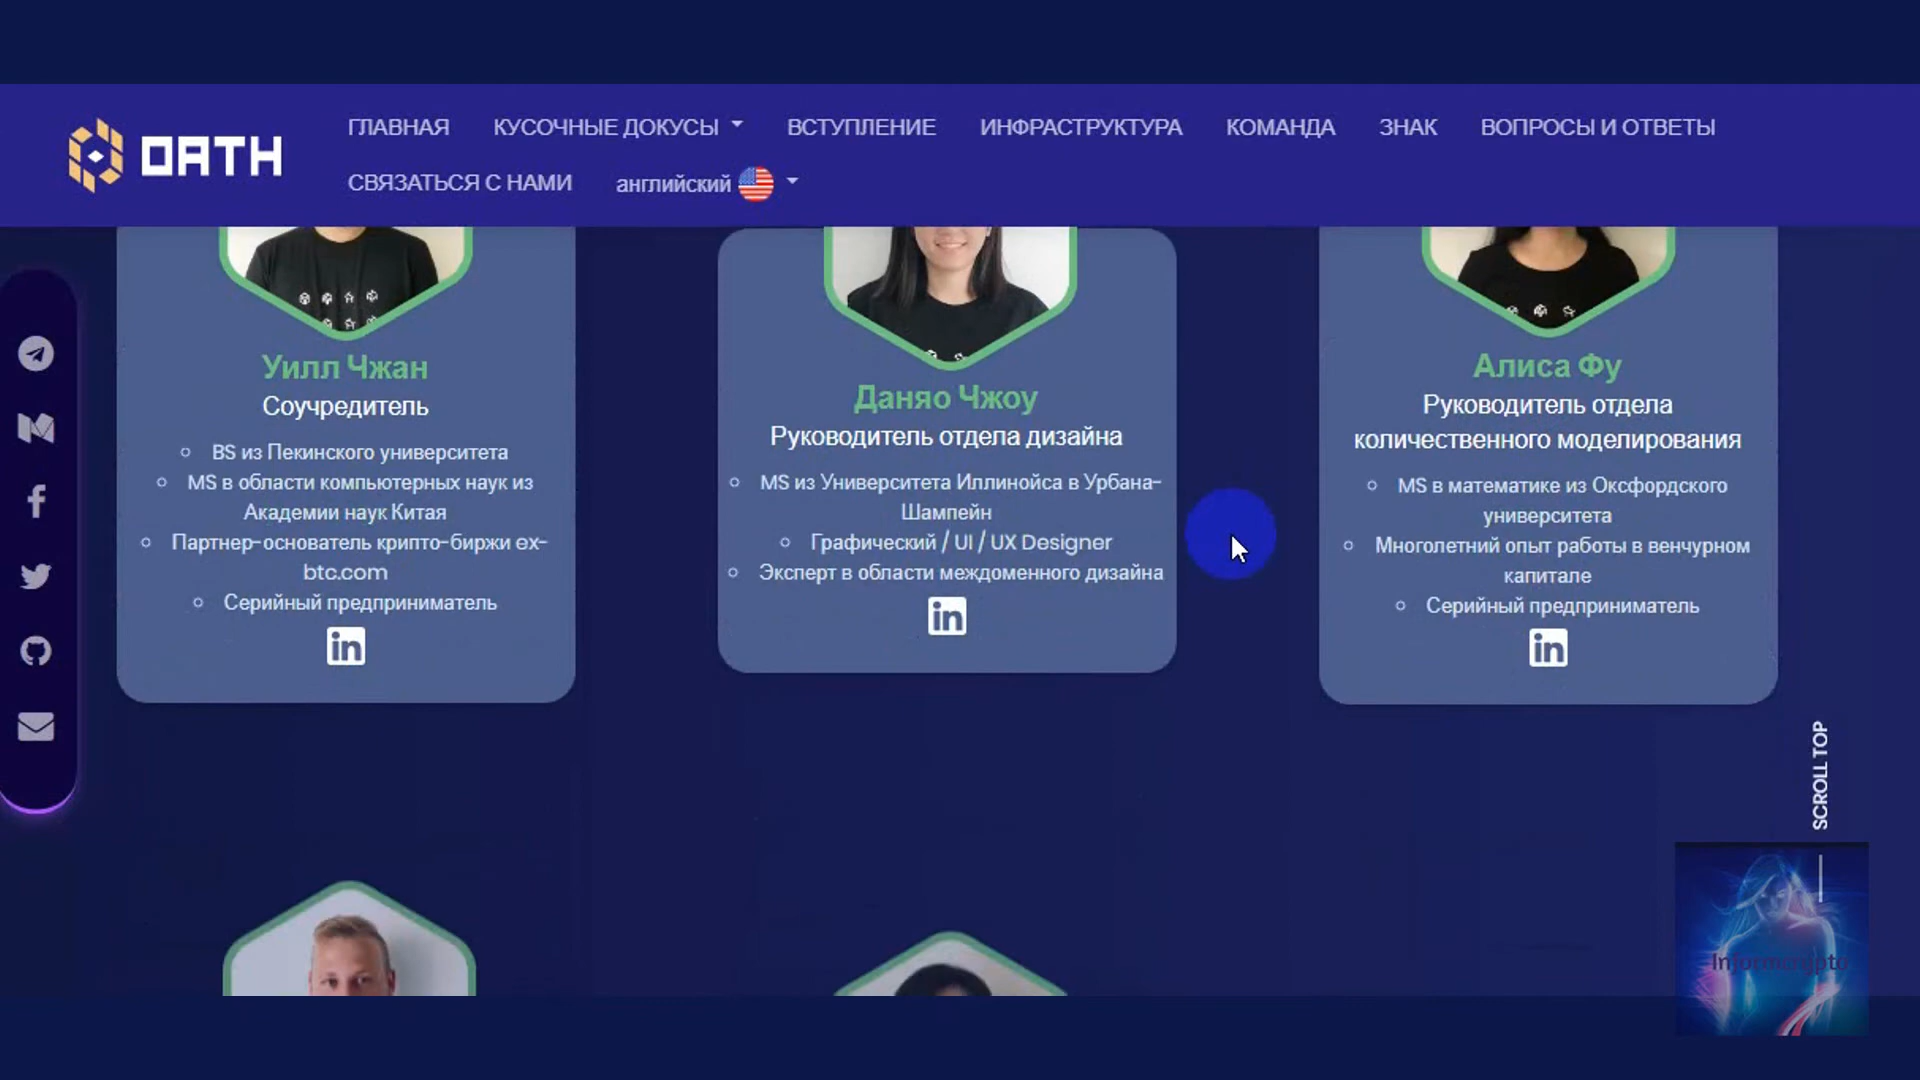 OATH
ГЛАВНАЯ
КУСОЧНЫЕ ДОКУСЫ
ВСТУПЛЕНИЕ
ИНФРАСТРУКТУРА
КОМАНДА
ЗНАК
ВОПРОСЫ И ОТВЕТЫ
СВЯЗАТЬСЯ С НАМИ
английский
Уилл Чжан
Соучредитель
BS из Пекинского университета
MS в области компьютерных наук из
Академии наук Китая
Партнер-основатель крипто-биржи ex-
btc.com
Серийный предприниматель
in
Даняо Чжоу
Руководитель отдела дизайна
MS из Университета Иллинойса в Урбана-
Шампейн
Графический / UI / UX Designer
Эксперт в области междоменного дизайна
in
Алиса Фу
Руководитель отдела
количественного моделирования
MS в математике из Оксфордского
университета
Многолетний опыт работы в венчурном
капитале
Серийный предприниматель
in
SCROLL TOP